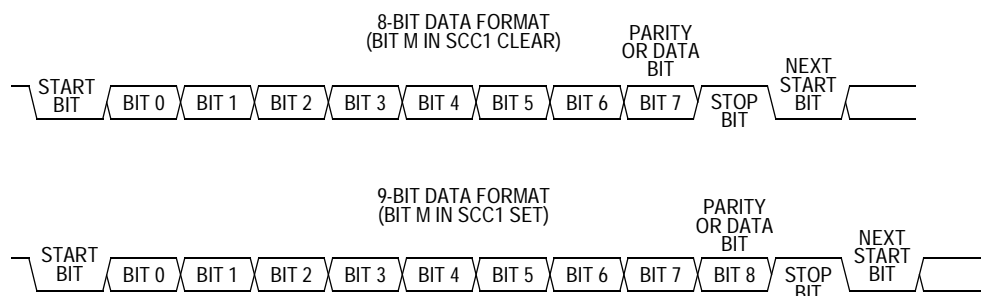 8-BIT DATA FORMAT
(BIT M IN SCC1 CLEAR)
PARITY
OR DATA
BIT
START
BIT
BIT 0
BIT 1
BIT 2
BIT 3
BIT 4
BIT 5
BIT 6
BIT 7
STOP
BIT
NEXT
START
BIT
9-BIT DATA FORMAT
(BIT M IN SCC1 SET)
PARITY
OR DATA
BIT
START
BIT
BIT 0
BIT 1
BIT 2
BIT 3
BIT 4
BIT 5
BIT 6
BIT 7
BIT 8
STOP
BIT
NEXT
START
BIT